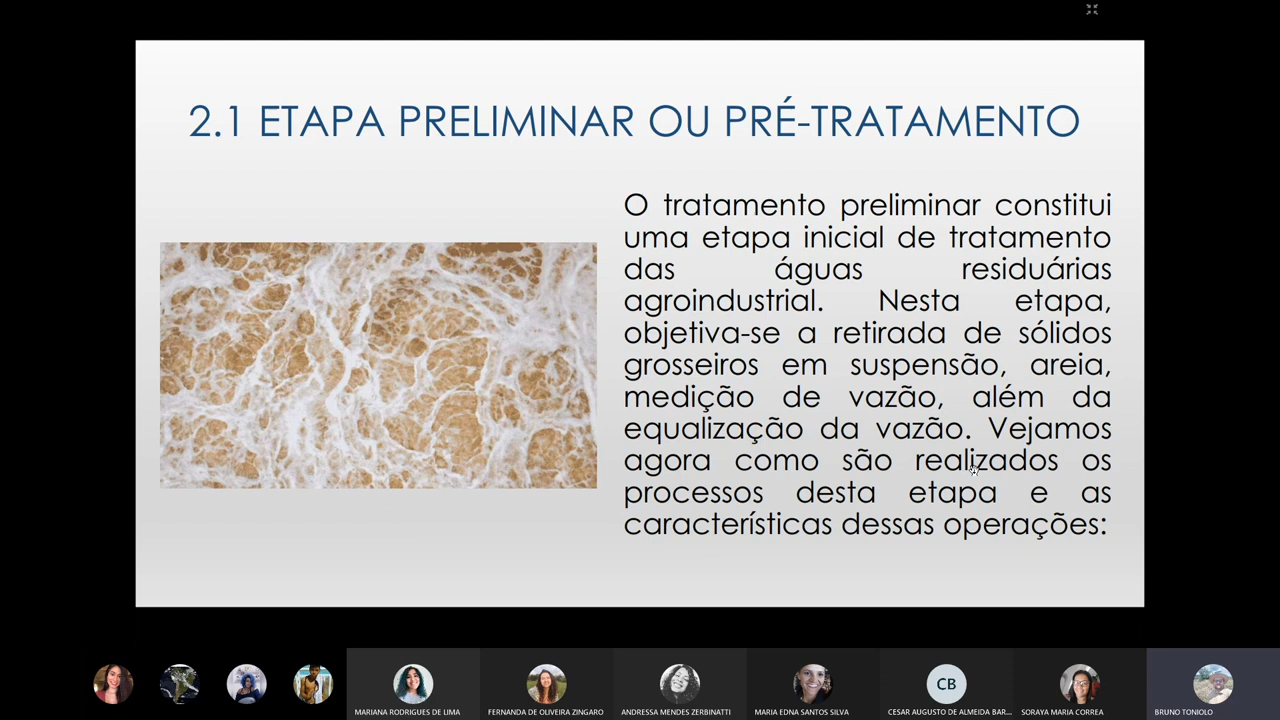 2.1 ETAPA PRELIMINAR OU PRÉ-TRATAMENTO
O tratamento preliminar constitui
uma etapa inicial de tratamento
das águas residuárias
agroindustrial. Nesta etapa,
objetiva-se a retirada de sólidos
grosseiros em suspensão, areia,
medição de vazão, além da
equalização da vazão. Vejamos
agora como são realizados os
processos desta etapa e as
características dessas operações:
CB
MARIANA RODRIGUES DE LIMA
FERNANDA DE OLIVEIRA ZINGARO
ANDRESSA MENDES ZERBINATTI
MARIA EDNA SANTOS SILVA
CESAR AUGUSTO DE ALMEIDA BAR...
SORAYA MARIA CORREA
BRUNO TONIOLO